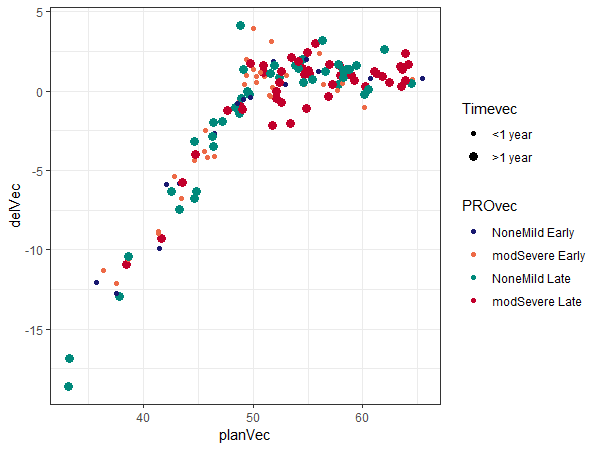 5
0
-5
-10
-15
delVec
40
50
60
planVec
Timevec
<1 year
>1 year
PROvec
NoneMild Early
modSevere Early
NoneMild Late
modSevere Late